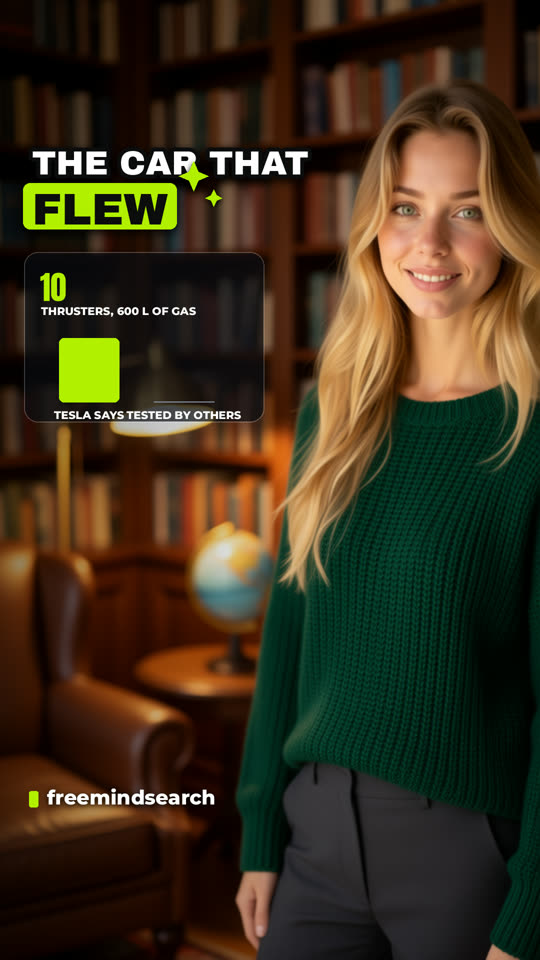 THE CAR THAT
FLEW
10
THRUSTERS, 600 L OF GAS
TESLA SAYS TESTED BY OTHERS
freemindsearch